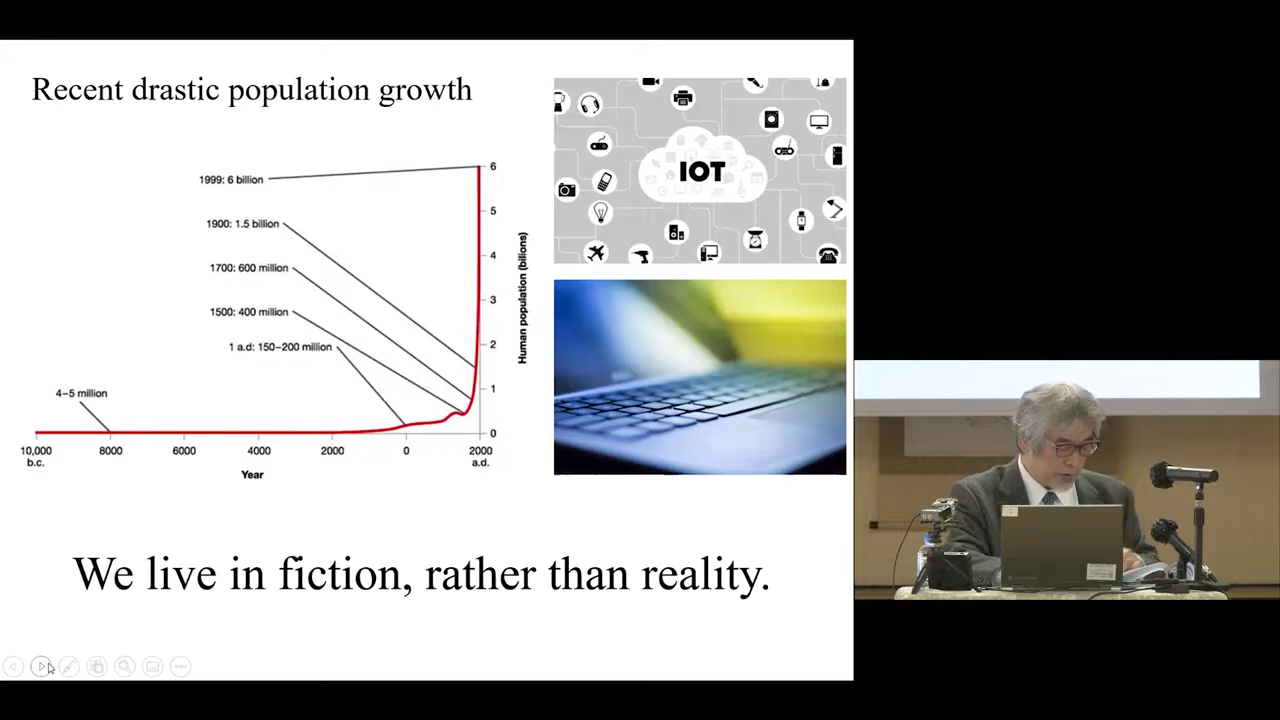 Recent drastic population growth
1999: 6 billion
1900: 1.5 billion
1700: 600 million
1500: 400 million
1 a.d: 150–200 million
4–5 million
6
5
4
3
2
1
0
Human population (billions)
10,000 b.c.
8000
6000
4000
2000
0
2000 a.d.
Year
IOT
We live in fiction, rather than reality.